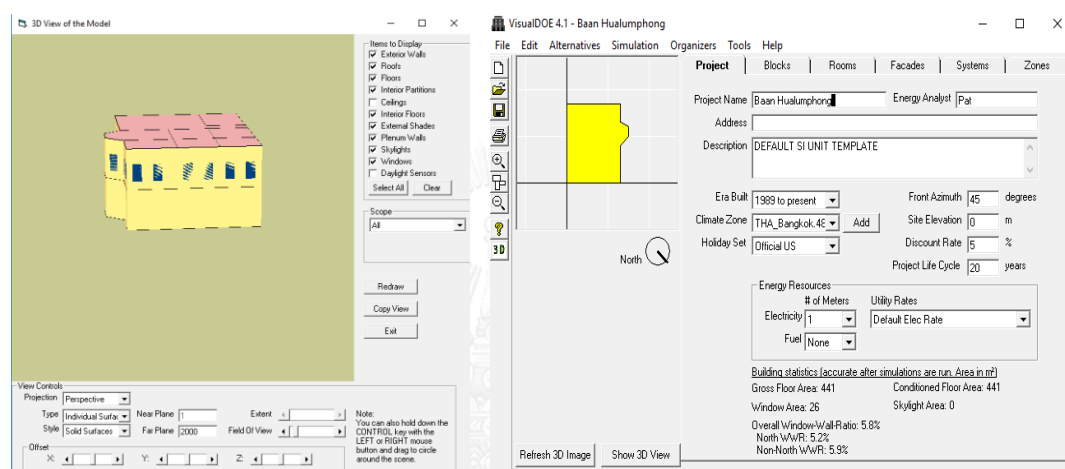 3D View of the Model
Items to Display
Exterior Walls
Roofs
Floors
Interior Partitions
Ceilings
Interior Floors
External Shades
Plenum Walls
Skylights
Windows
Daylight Sensors
Select All Clear
Scope
All
Redraw
Copy View
Exit
View Controls
Projection Perspective
Type Individual Surfac Near Plane 1 Extent
Style Solid Surfaces Far Plane 2000 Field Of View
Offset
X: Y: Z:
Note:
You can also hold down the
CONTROL key with the
LEFT or RIGHT mouse
button and drag to circle
around the scene.
VisualDOE 4.1 - Baan Hualumphong
File Edit Alternatives Simulation Organizers Tools Help
Project Blocks Rooms Facades Systems Zones
Project Name Baan Hualumphong Energy Analyst Pat
Address
Description DEFAULT SI UNIT TEMPLATE
Era Built 1989 to present Front Azimuth 45 degrees
Climate Zone THA_Bangkok.48 Add Site Elevation 0 m
Holiday Set Official US Discount Rate 5 %
Project Life Cycle 20 years
North
Energy Resources
# of Meters Utility Rates
Electricity 1 Default Elec Rate
Fuel None
Building statistics (accurate after simulations are run. Area in m²)
Gross Floor Area: 441 Conditioned Floor Area: 441
Window Area: 26 Skylight Area: 0
Overall Window-Wall-Ratio: 5.8%
North WWR: 5.2%
Non-North WWR: 5.9%
Refresh 3D Image Show 3D View
3D